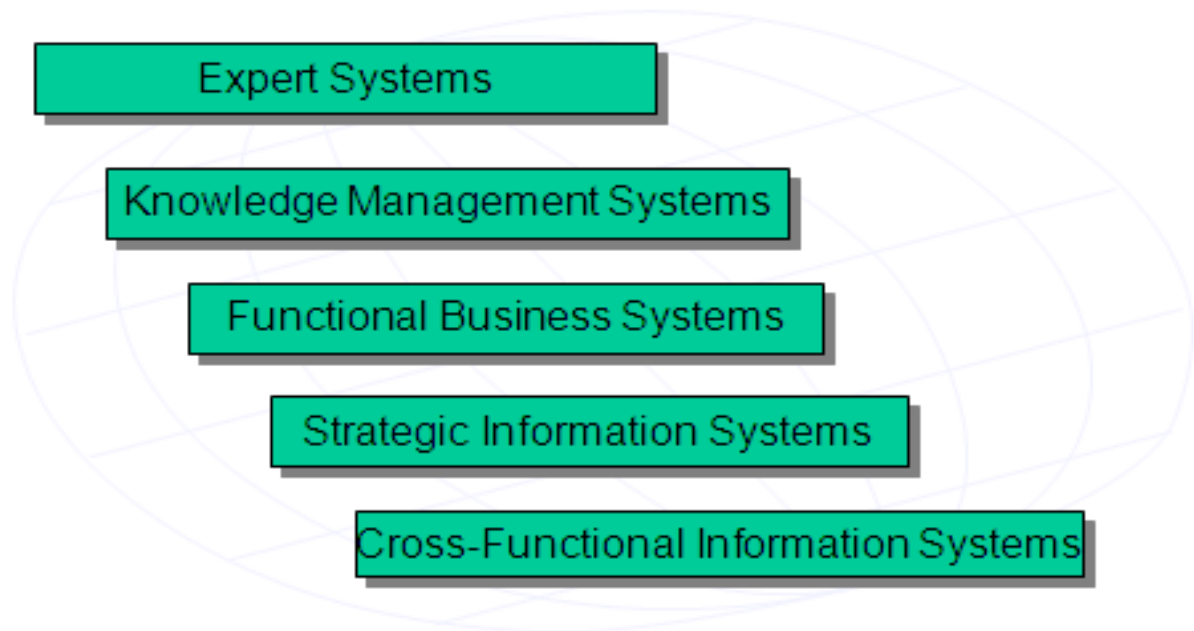 Expert Systems
Knowledge Management Systems
Functional Business Systems
Strategic Information Systems
Cross-Functional Information Systems